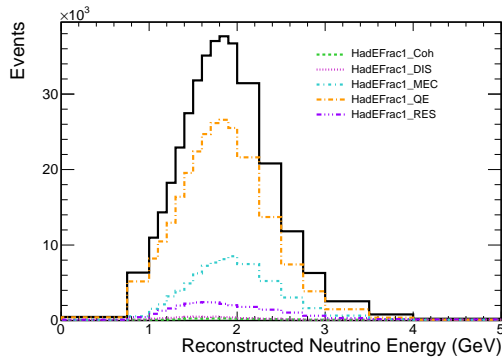 ×10³
Events
30
20
10
0
HadEFrac1_Coh
HadEFrac1_DIS
HadEFrac1_MEC
HadEFrac1_QE
HadEFrac1_RES
0 1 2 3 4 5
Reconstructed Neutrino Energy (GeV)